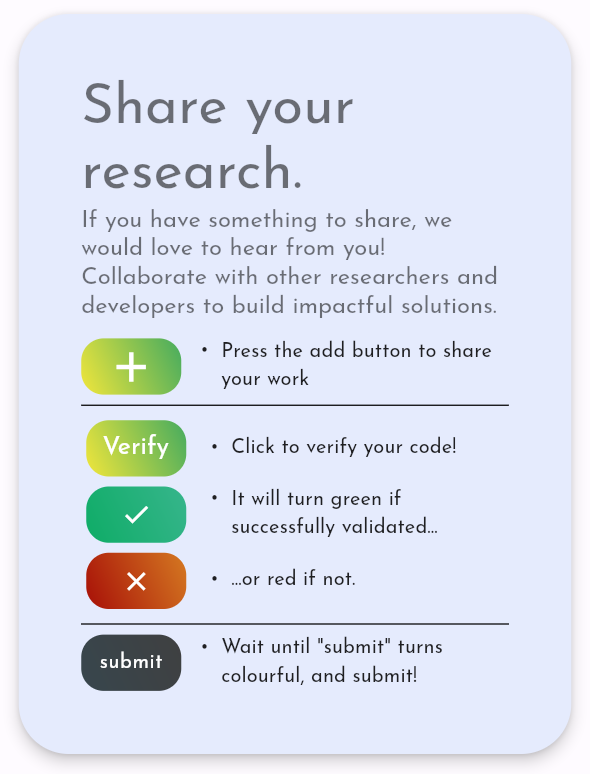 Share your
research.
If you have something to share, we
would love to hear from you!
Collaborate with other researchers and
developers to build impactful solutions.
• Press the add button to share
your work
Verify
• Click to verify your code!
• It will turn green if
successfully validated...
• ...or red if not.
submit
• Wait until "submit" turns
colourful, and submit!